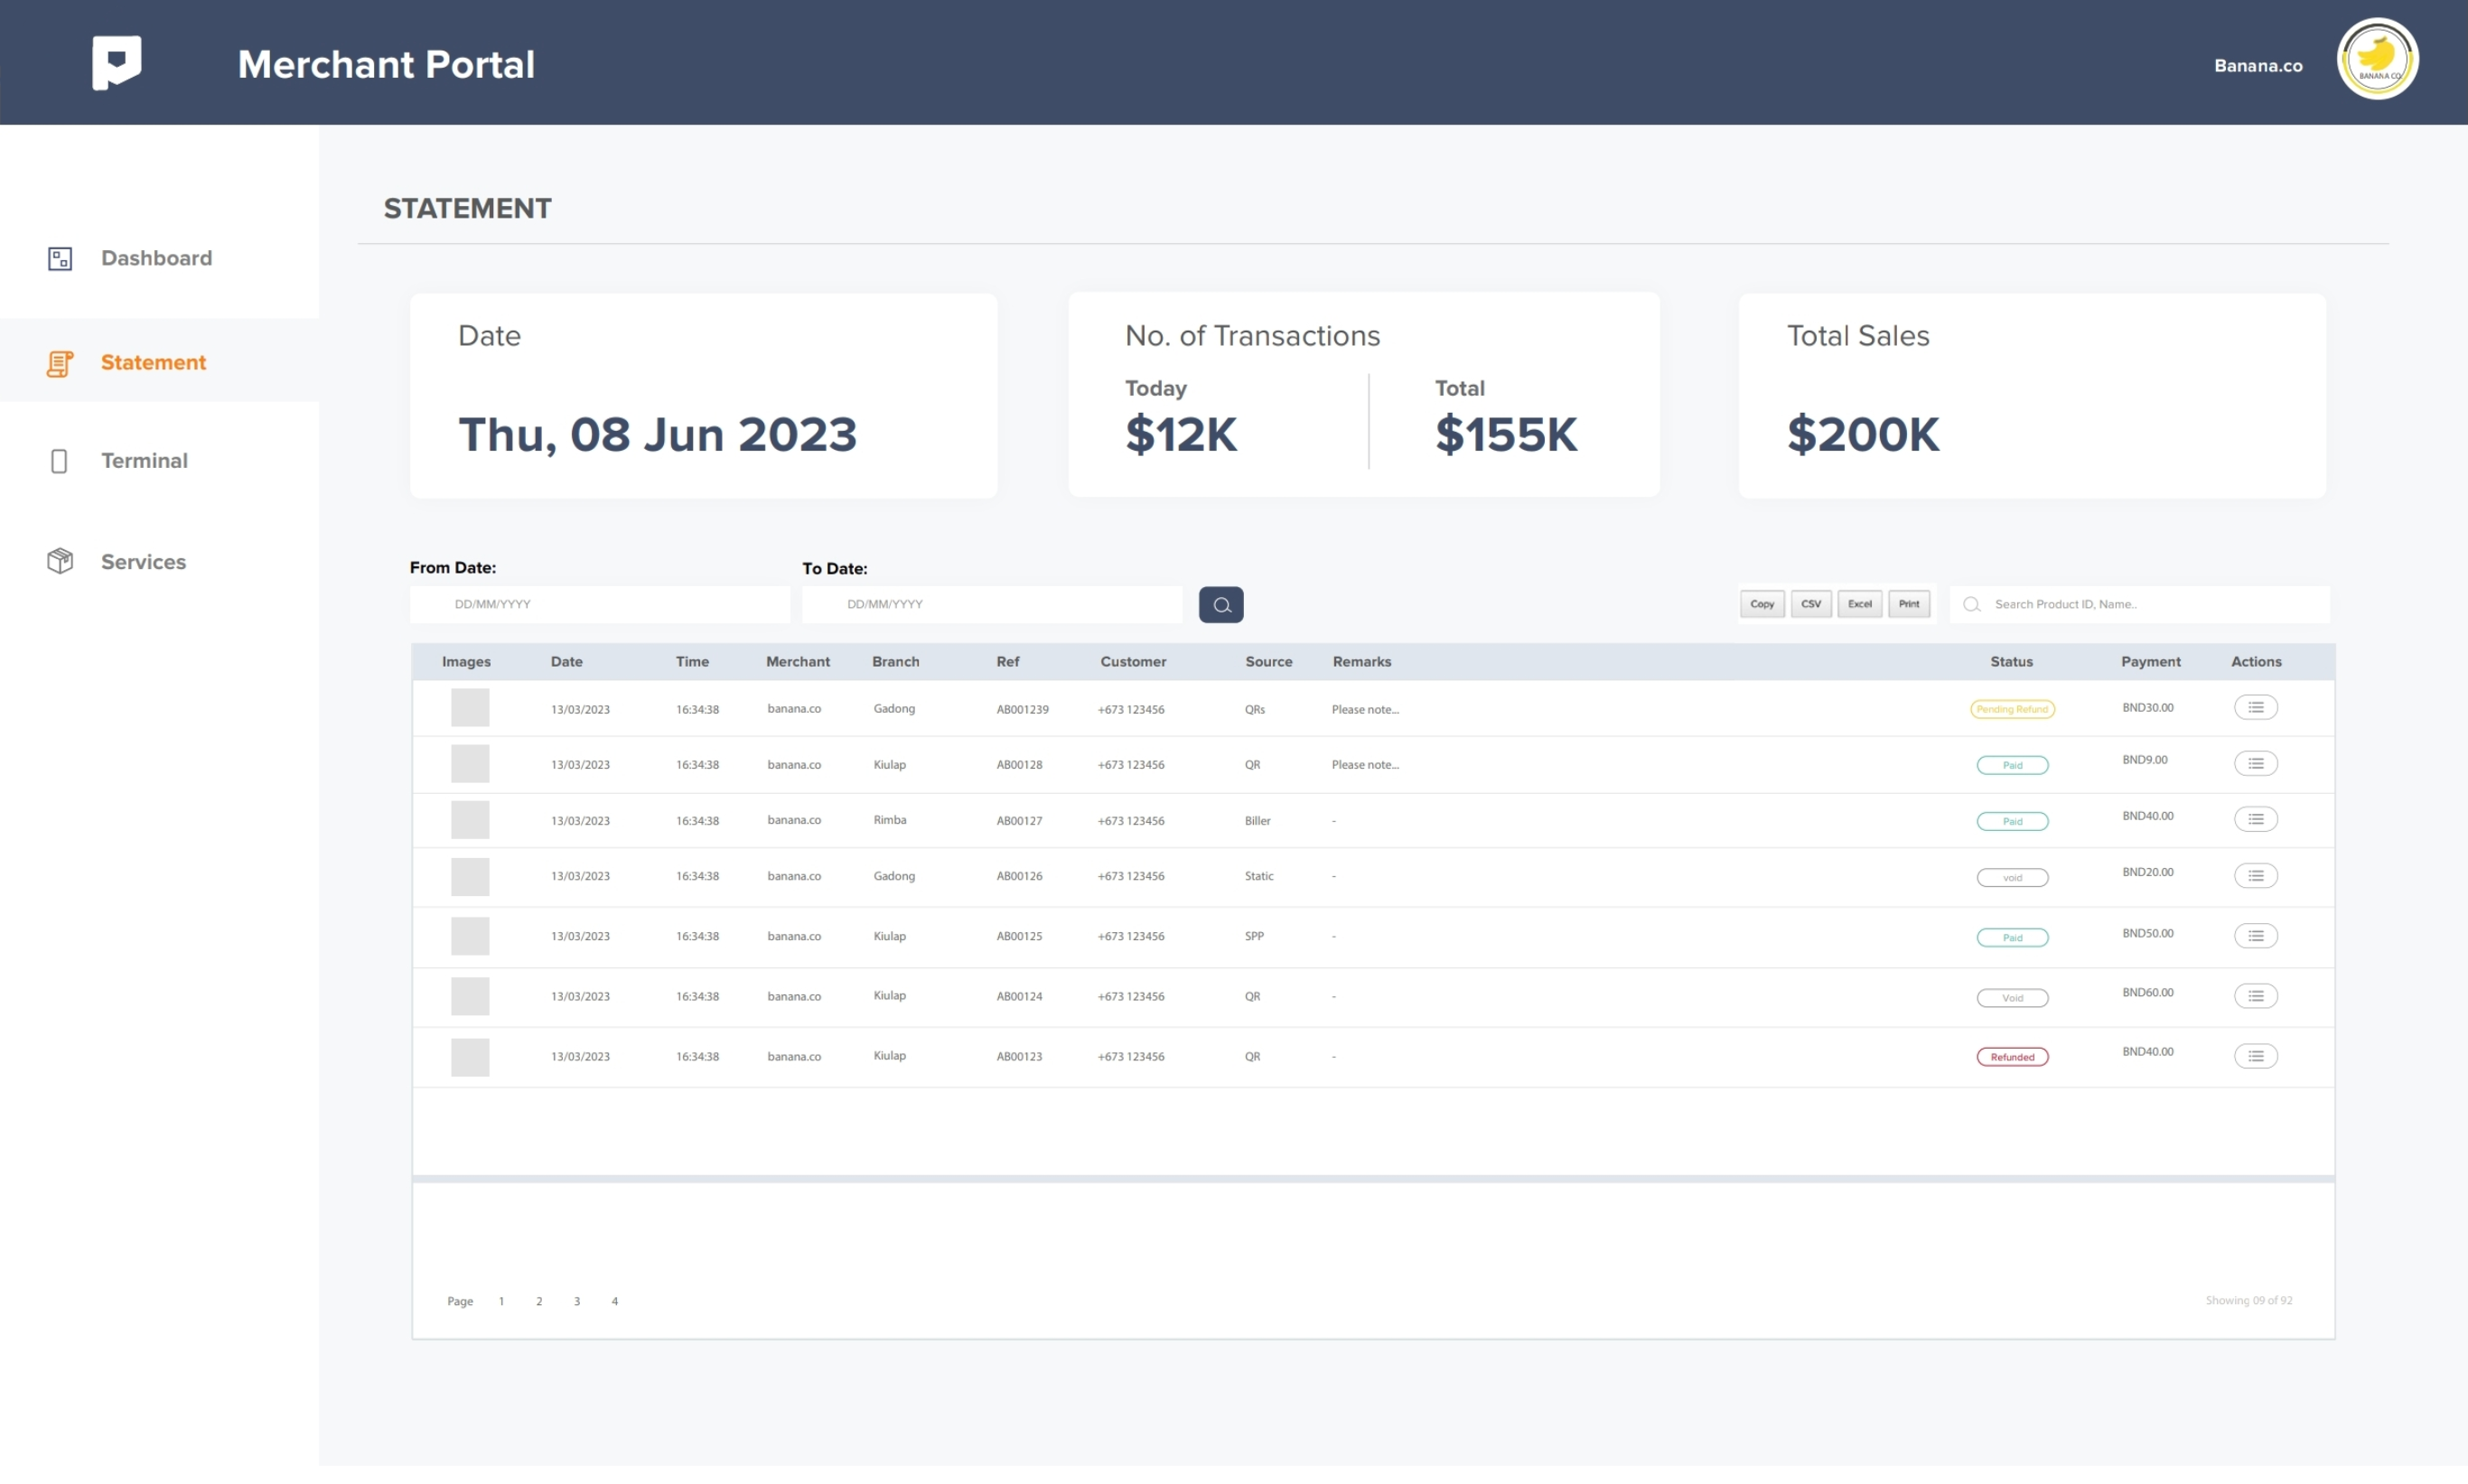 Merchant Portal
Banana.co
BANANA CO.
Dashboard
Statement
Terminal
Services
STATEMENT
Date
Thu, 08 Jun 2023
No. of Transactions
Today Total
$12K $155K
Total Sales
$200K
From Date: To Date:
DD/MM/YYYY DD/MM/YYYY Copy CSV Excel Print Search Product ID, Name..
Images Date Time Merchant Branch Ref Customer Source Remarks Status Payment Actions
13/03/2023 16:34:38 banana.co Gadong AB001239 +673 123456 QRs Please note... Pending Refund BND30.00
13/03/2023 16:34:38 banana.co Kiulap AB00128 +673 123456 QR Please note... Paid BND9.00
13/03/2023 16:34:38 banana.co Rimba AB00127 +673 123456 Biller - Paid BND40.00
13/03/2023 16:34:38 banana.co Gadong AB00126 +673 123456 Static - void BND20.00
13/03/2023 16:34:38 banana.co Kiulap AB00125 +673 123456 SPP - Paid BND50.00
13/03/2023 16:34:38 banana.co Kiulap AB00124 +673 123456 QR - Void BND60.00
13/03/2023 16:34:38 banana.co Kiulap AB00123 +673 123456 QR - Refunded BND40.00
Page 1 2 3 4 Showing 09 of 92